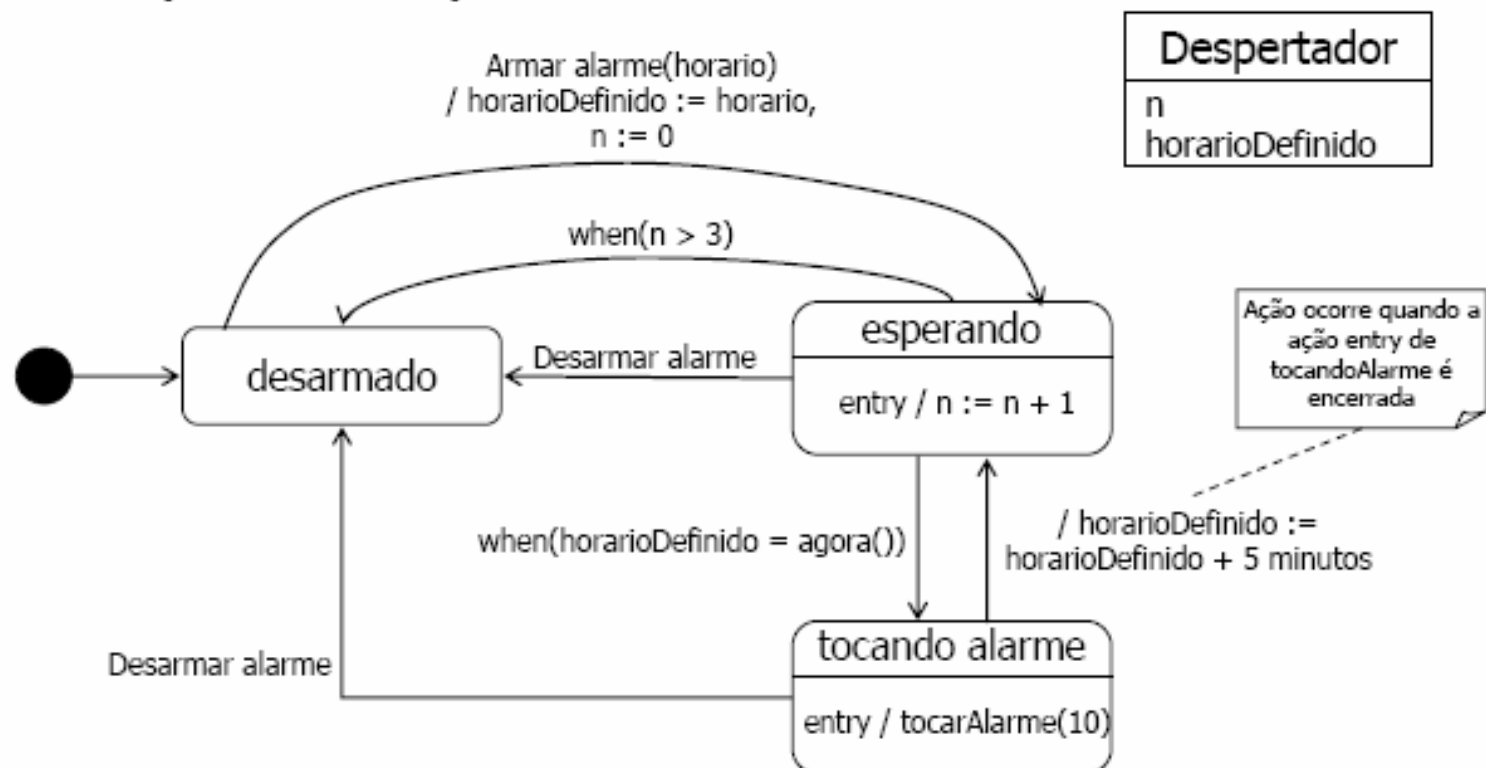 Armar alarme(horario)
/ horarioDefinido := horario,
n := 0
Despertador
n
horarioDefinido
when(n > 3)
desarmado
Desarmar alarme
esperando
entry / n := n + 1
Ação ocorre quando a
ação entry de
tocandoAlarme é
encerrada
when(horarioDefinido = agora())
/ horarioDefinido :=
horarioDefinido + 5 minutos
Desarmar alarme
tocando alarme
entry / tocarAlarme(10)